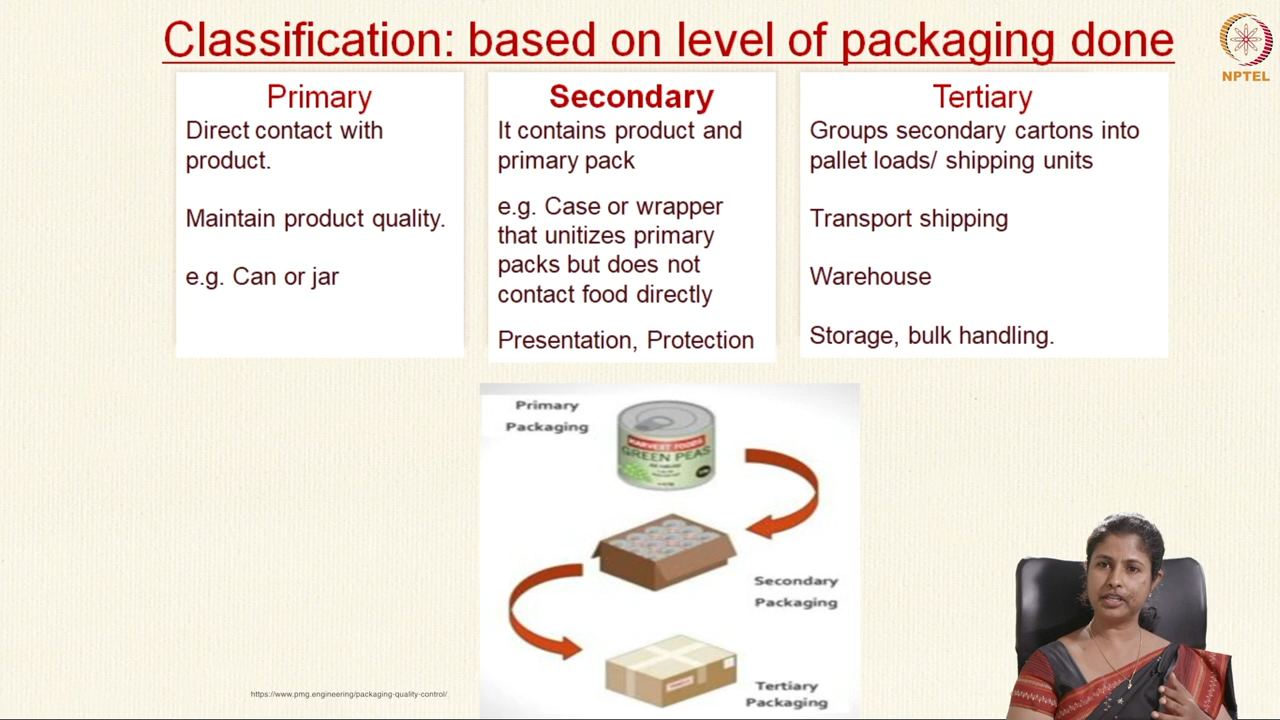 Classification: based on level of packaging done
NPTEL
Primary
Direct contact with
product.
Maintain product quality.
e.g. Can or jar
Secondary
It contains product and
primary pack
e.g. Case or wrapper
that unitizes primary
packs but does not
contact food directly
Presentation, Protection
Tertiary
Groups secondary cartons into
pallet loads/ shipping units
Transport shipping
Warehouse
Storage, bulk handling.
Primary
Packaging
HARVEST FOODS
GREEN PEAS
Secondary
Packaging
Tertiary
Packaging
https://www.pmg.engineering/packaging-quality-control/